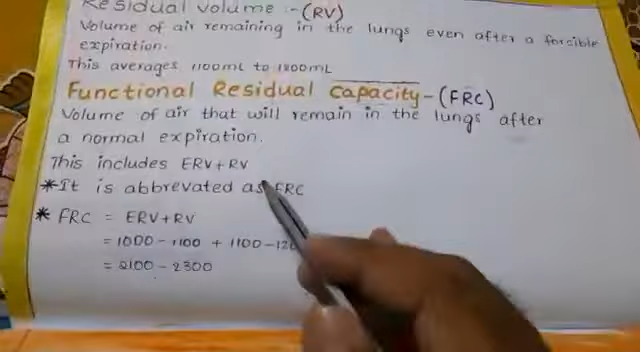 Residual Volume :- (RV)
Volume of air remaining in the lungs even after a forcible
expiration.
This averages 1100mL to 1200mL
Functional Residual Capacity - (FRC)
Volume of air that will remain in the lungs after
a normal expiration.
This includes ERV + RV
* It is abbrevated as FRC
* FRC = ERV + RV
= 1000 - 1100 + 1100 -
= 2100 - 2300